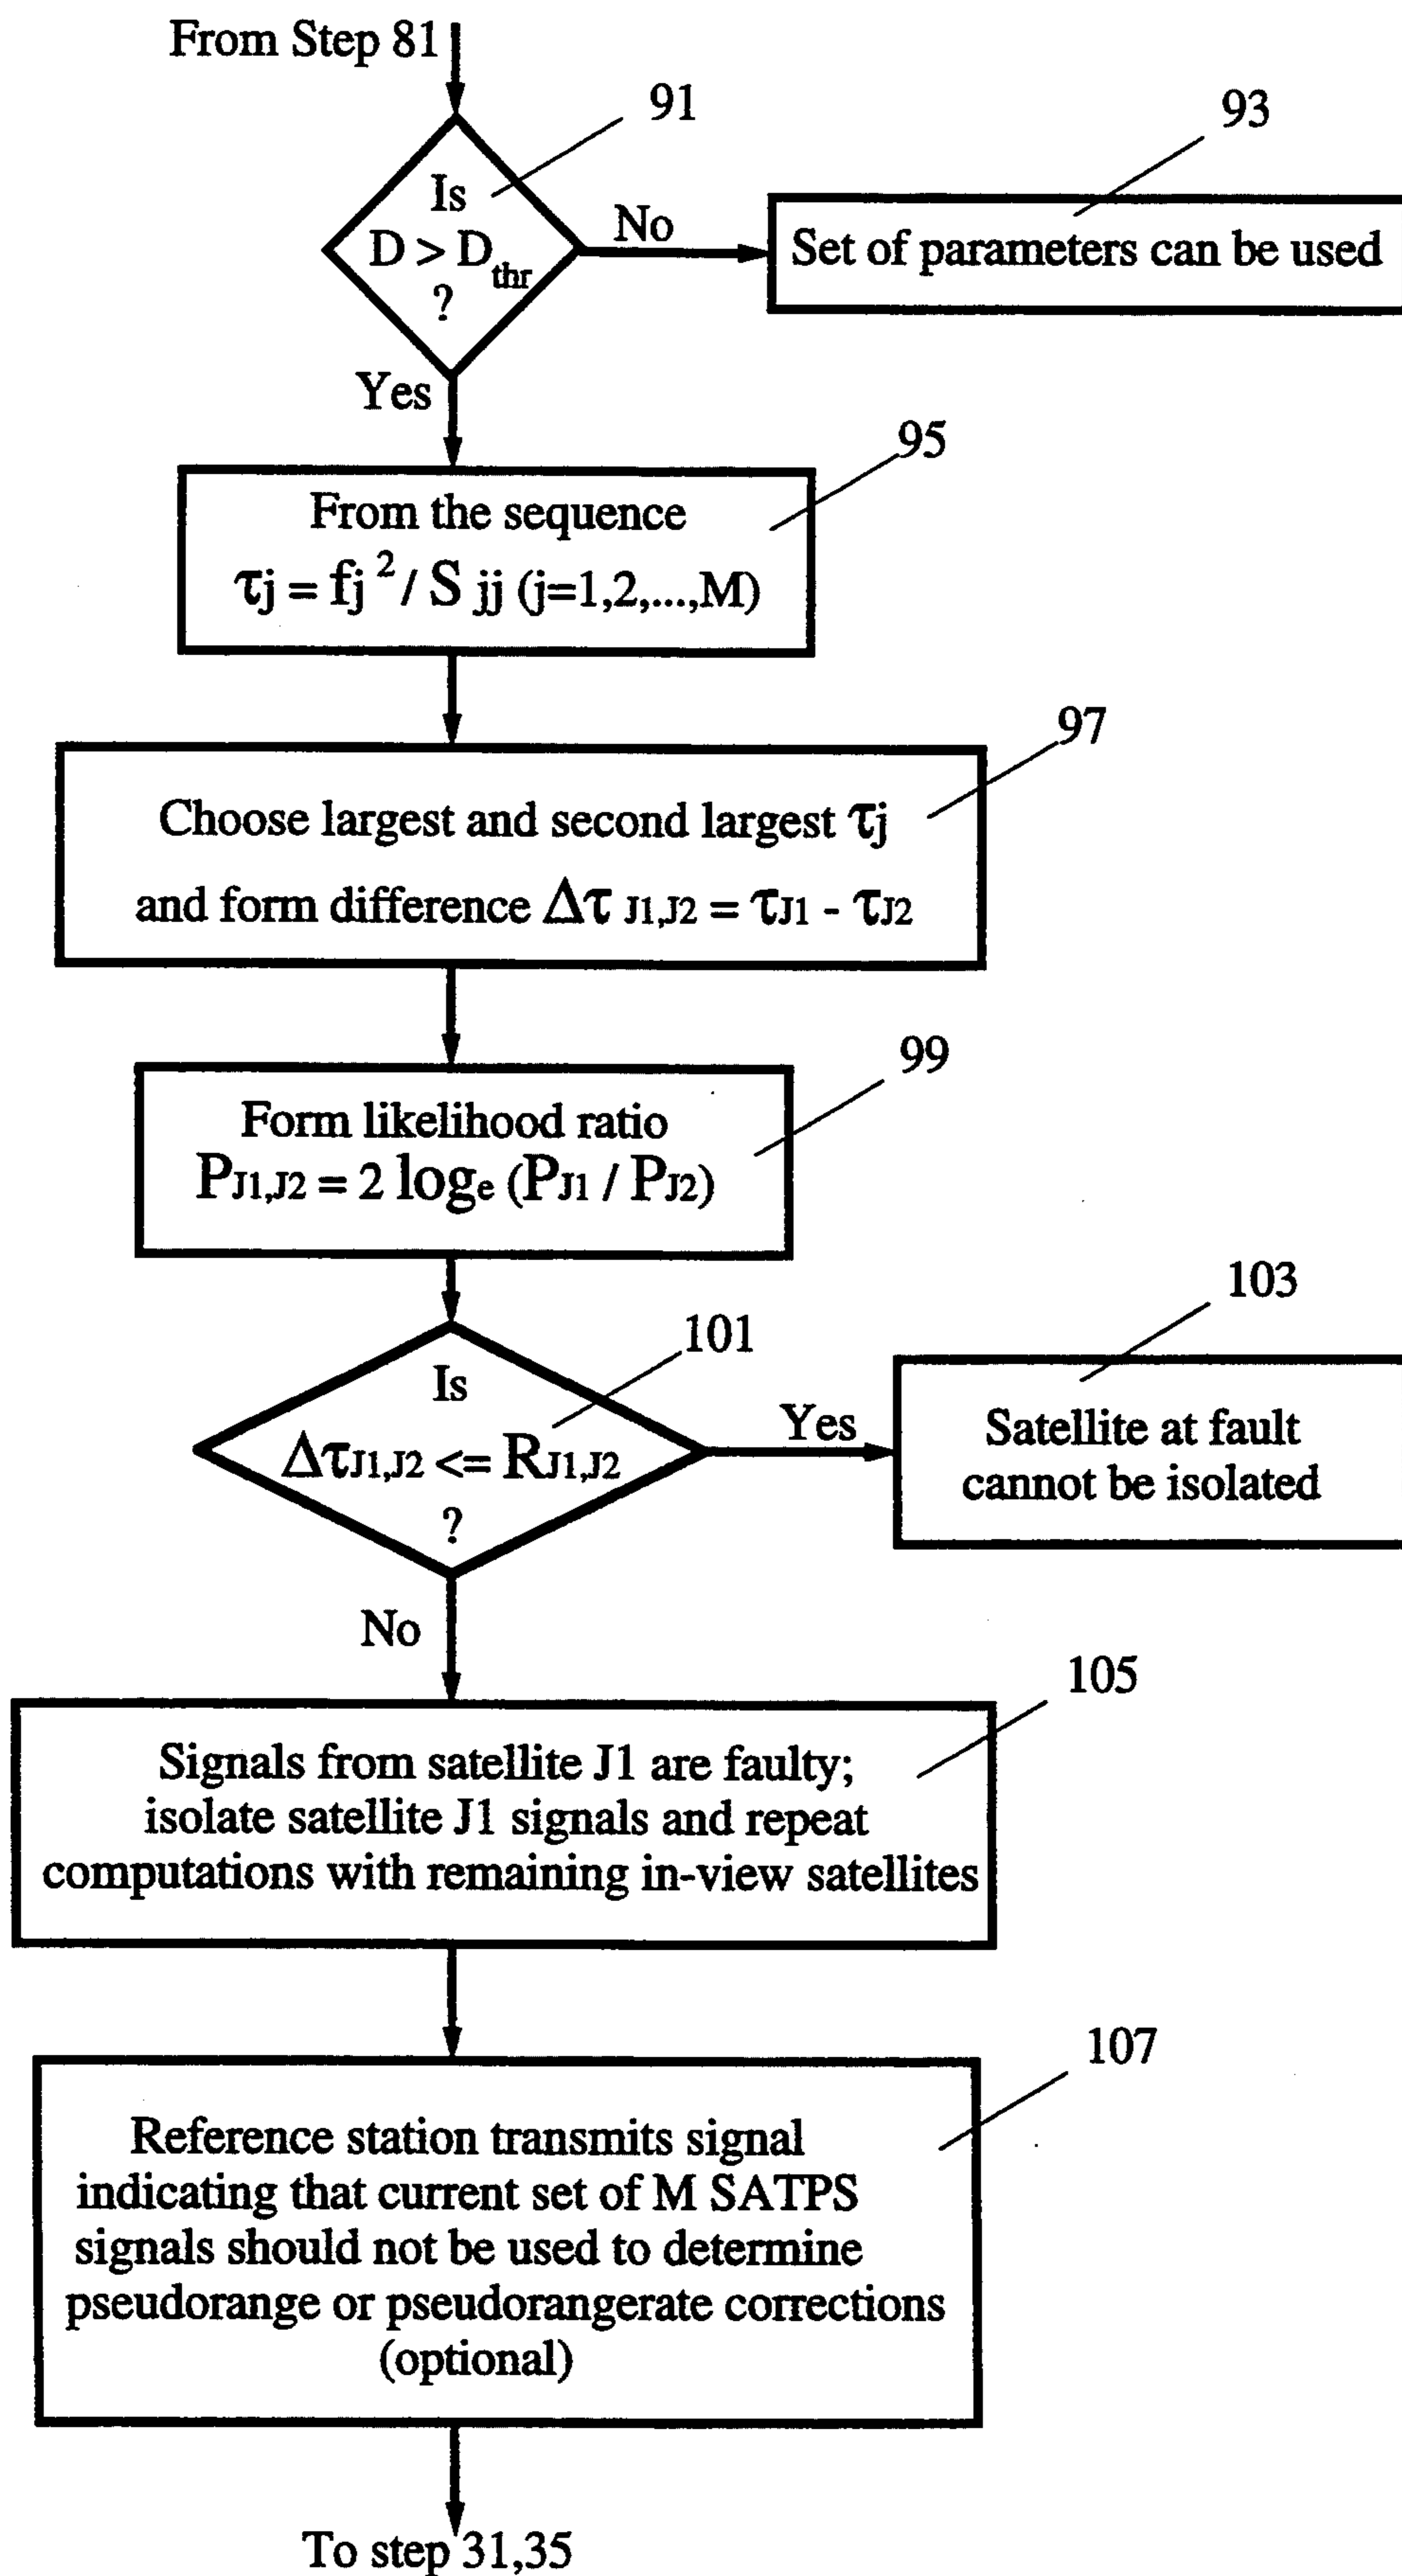 From Step 81
91
Is
D > Dthr
?
No
93
Set of parameters can be used
Yes
95
From the sequence
τj = fj ² / S jj (j=1,2,...,M)
97
Choose largest and second largest τj
and form difference Δτ J1,J2 = τJ1 - τJ2
99
Form likelihood ratio
PJ1,J2 = 2 loge (PJ1 / PJ2)
101
Is
ΔτJ1,J2 <= RJ1,J2
?
Yes
103
Satellite at fault
cannot be isolated
No
105
Signals from satellite J1 are faulty;
isolate satellite J1 signals and repeat
computations with remaining in-view satellites
107
Reference station transmits signal
indicating that current set of M SATPS
signals should not be used to determine
pseudorange or pseudorangerate corrections
(optional)
To step 31,35